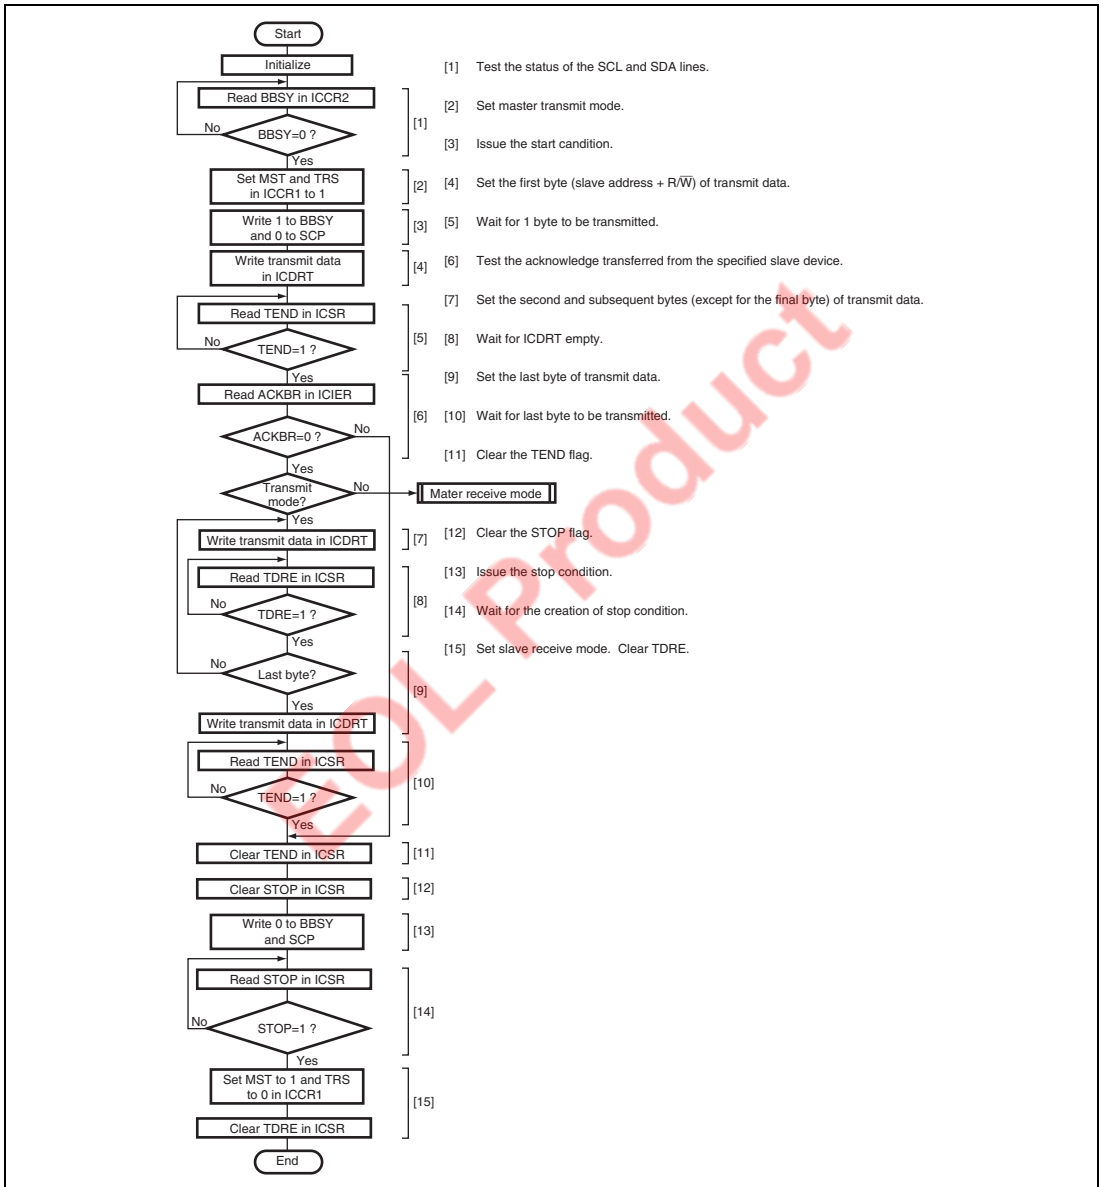 Start
Initialize
Read BBSY in ICCR2
BBSY=0 ?
No
Yes
[1]
Set MST and TRS
in ICCR1 to 1
[2]
Write 1 to BBSY
and 0 to SCP
[3]
Write transmit data
in ICDRT
[4]
Read TEND in ICSR
TEND=1 ?
No
Yes
[5]
Read ACKBR in ICIER
ACKBR=0 ?
No
Yes
[6]
Transmit
mode?
No
Yes
Mater receive mode
Write transmit data in ICDRT
[7]
Read TDRE in ICSR
TDRE=1 ?
No
Yes
[8]
Last byte?
No
Yes
Write transmit data in ICDRT
[9]
Read TEND in ICSR
TEND=1 ?
No
Yes
[10]
Clear TEND in ICSR
[11]
Clear STOP in ICSR
[12]
Write 0 to BBSY
and SCP
[13]
Read STOP in ICSR
STOP=1 ?
No
Yes
[14]
Set MST to 1 and TRS
to 0 in ICCR1
Clear TDRE in ICSR
[15]
End
[1] Test the status of the SCL and SDA lines.
[2] Set master transmit mode.
[3] Issue the start candition.
[4] Set the first byte (slave address + R/W̅) of transmit data.
[5] Wait for 1 byte to be transmitted.
[6] Test the acknowledge transferred from the specified slave device.
[7] Set the second and subsequent bytes (except for the final byte) of transmit data.
[8] Wait for ICDRT empty.
[9] Set the last byte of transmit data.
[10] Wait for last byte to be transmitted.
[11] Clear the TEND flag.
[12] Clear the STOP flag.
[13] Issue the stop condition.
[14] Wait for the creation of stop condition.
[15] Set slave receive mode. Clear TDRE.
EOL Product